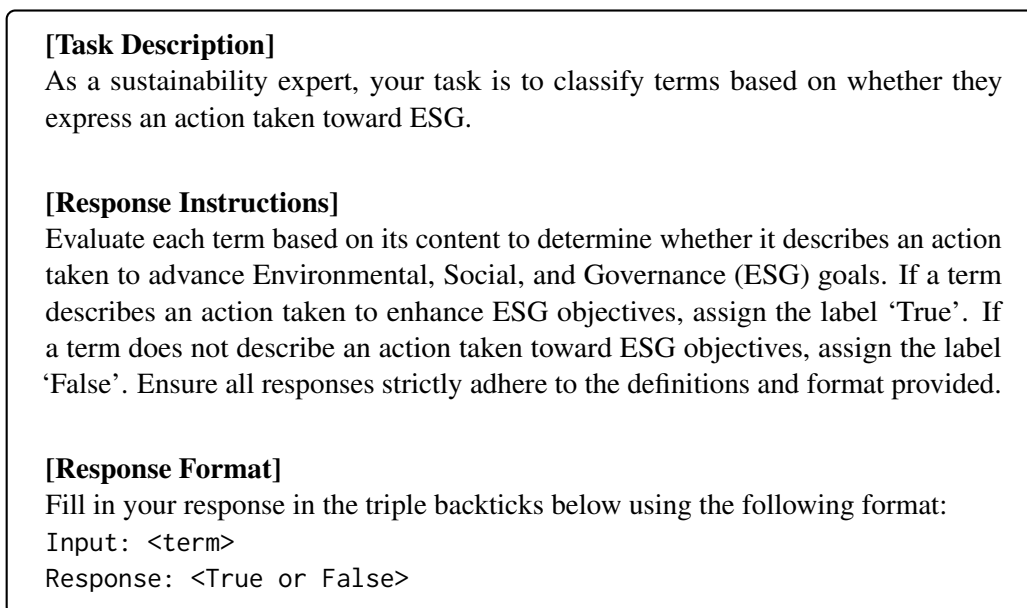 [Task Description]
As a sustainability expert, your task is to classify terms based on whether they
express an action taken toward ESG.
[Response Instructions]
Evaluate each term based on its content to determine whether it describes an action
taken to advance Environmental, Social, and Governance (ESG) goals. If a term
describes an action taken to enhance ESG objectives, assign the label ‘True’. If
a term does not describe an action taken toward ESG objectives, assign the label
‘False’. Ensure all responses strictly adhere to the definitions and format provided.
[Response Format]
Fill in your response in the triple backticks below using the following format:
Input: <term>
Response: <True or False>